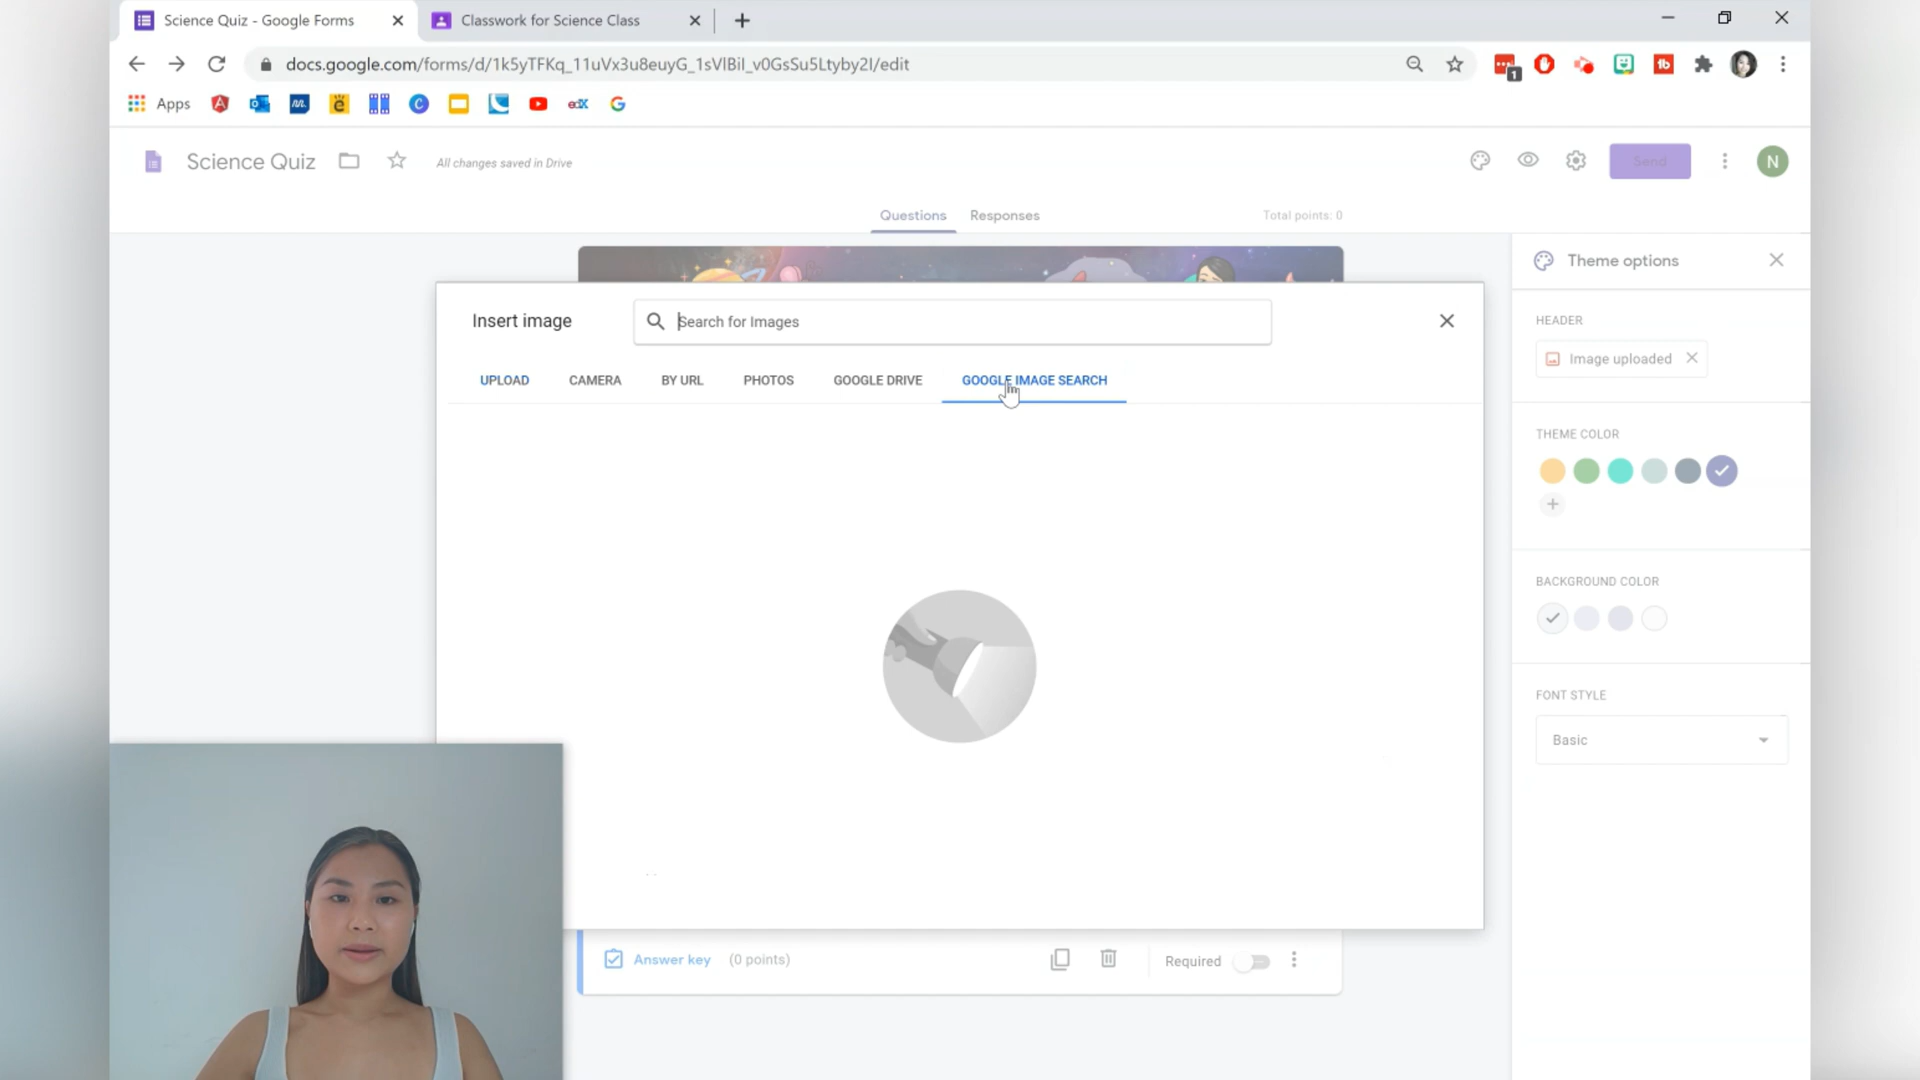 Science Quiz - Google Forms
Classwork for Science Class
docs.google.com/forms/d/1k5yTFKq_11uVx3u8euyG_1sVlBil_v0GsSu5Ltyby2I/edit
1
Apps
edX
Science Quiz
All changes saved in Drive
Send
N
Questions
Responses
Total points: 0
Theme options
Insert image
Search for Images
HEADER
Image uploaded
UPLOAD
CAMERA
BY URL
PHOTOS
GOOGLE DRIVE
GOOGLE IMAGE SEARCH
THEME COLOR
BACKGROUND COLOR
FONT STYLE
Basic
Answer key
(0 points)
Required